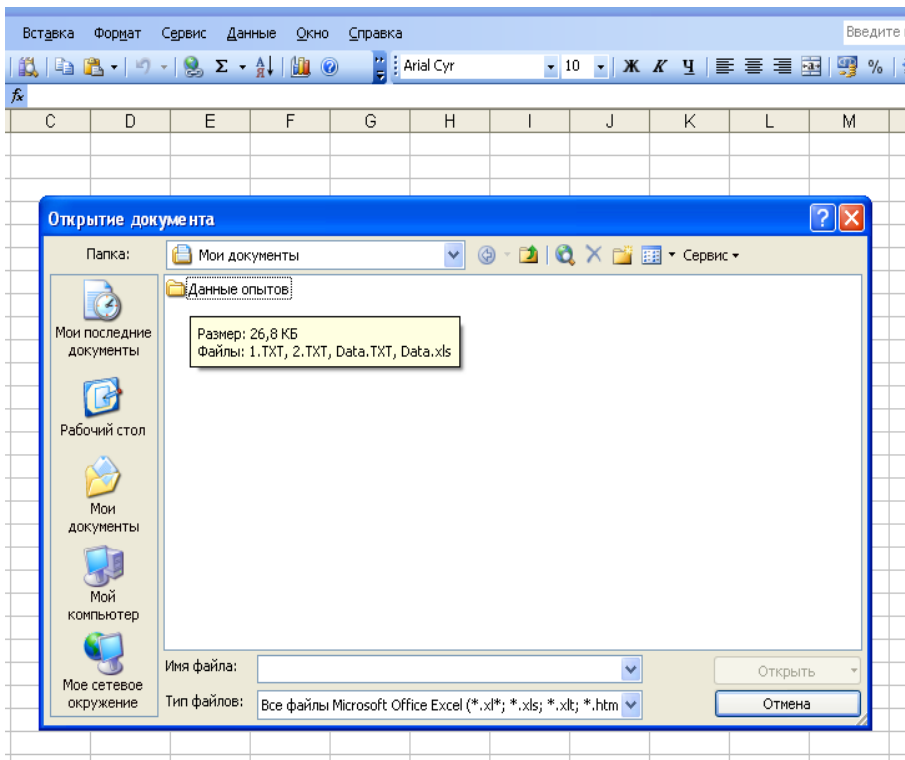 Вставка Формат Сервис Данные Окно Справка Введите
Σ Arial Cyr 10 Ж К Ч %
fx
C D E F G H I J K L M
Открытие документа
Папка: Мои документы Сервис
Данные опытов
Размер: 26,8 КБ
Файлы: 1.TXT, 2.TXT, Data.TXT, Data.xls
Мои последние
документы
Рабочий стол
Мои
документы
Мой
компьютер
Мое сетевое
окружение
Имя файла: Открыть
Тип файлов: Все файлы Microsoft Office Excel (*.xl*; *.xls; *.xlt; *.htm Отмена